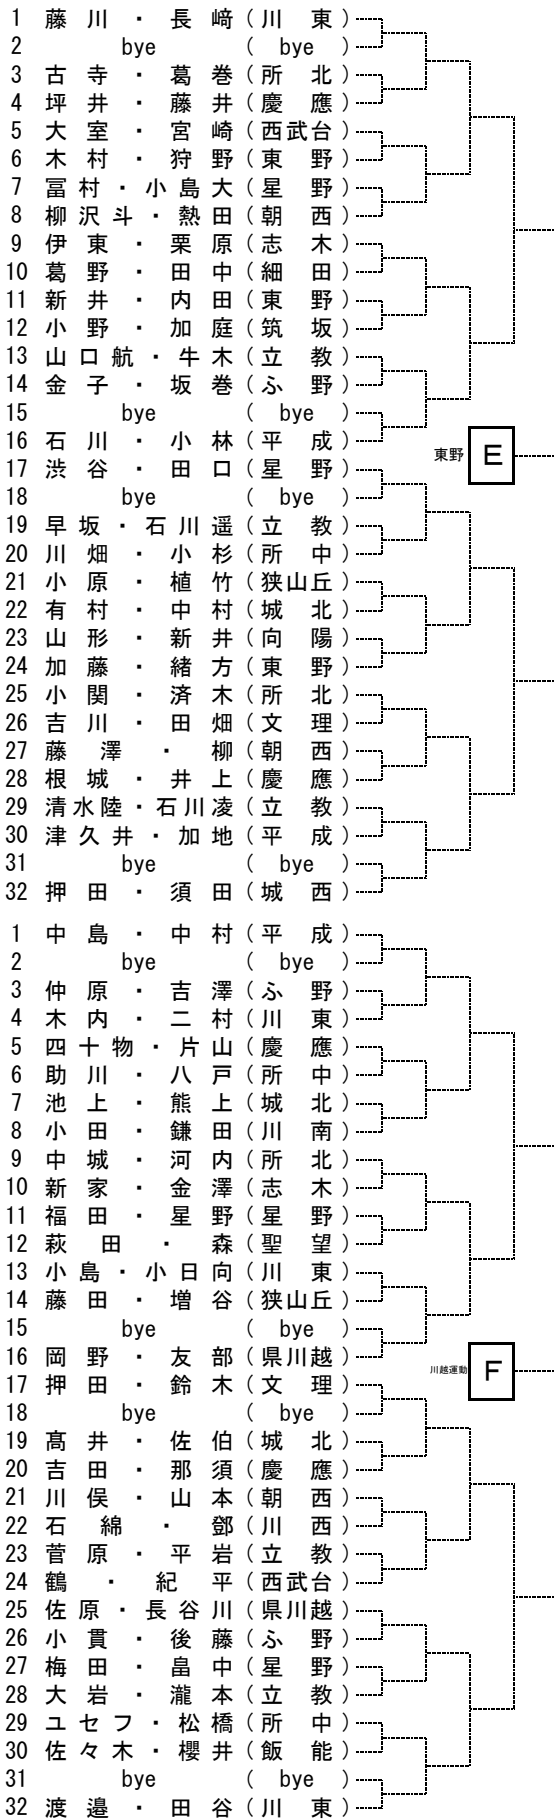 1 藤川・長﨑（川東）
2 bye （ bye ）
3 古寺・葛巻（所北）
4 坪井・藤井（慶應）
5 大室・宮崎（西武台）
6 木村・狩野（東野）
7 冨村・小島大（星野）
8 柳沢斗・熱田（朝西）
9 伊東・栗原（志木）
10 葛野・田中（細田）
11 新井・内田（東野）
12 小野・加庭（筑坂）
13 山口航・牛木（立教）
14 金子・坂巻（ふ野）
15 bye （ bye ）
16 石川・小林（平成）
東野 E
17 渋谷・田口（星野）
18 bye （ bye ）
19 早坂・石川遥（立教）
20 川畑・小杉（所中）
21 小原・植竹（狭山丘）
22 有村・中村（城北）
23 山形・新井（向陽）
24 加藤・緒方（東野）
25 小関・済木（所北）
26 吉川・田畑（文理）
27 藤澤・柳（朝西）
28 根城・井上（慶應）
29 清水陸・石川凌（立教）
30 津久井・加地（平成）
31 bye （ bye ）
32 押田・須田（城西）
1 中島・中村（平成）
2 bye （ bye ）
3 仲原・吉澤（ふ野）
4 木内・二村（川東）
5 四十物・片山（慶應）
6 助川・八戸（所中）
7 池上・熊上（城北）
8 小田・鎌田（川南）
9 中城・河内（所北）
10 新家・金澤（志木）
11 福田・星野（星野）
12 萩田・森（聖望）
13 小島・小日向（川東）
14 藤田・増谷（狭山丘）
15 bye （ bye ）
16 岡野・友部（県川越）
川越運動 F
17 押田・鈴木（文理）
18 bye （ bye ）
19 髙井・佐伯（城北）
20 吉田・那須（慶應）
21 川俣・山本（朝西）
22 石綿・鄧（川西）
23 菅原・平岩（立教）
24 鶴・紀平（西武台）
25 佐原・長谷川（県川越）
26 小貫・後藤（ふ野）
27 梅田・畠中（星野）
28 大岩・瀧本（立教）
29 ユセフ・松橋（所中）
30 佐々木・櫻井（飯能）
31 bye （ bye ）
32 渡邉・田谷（川東）